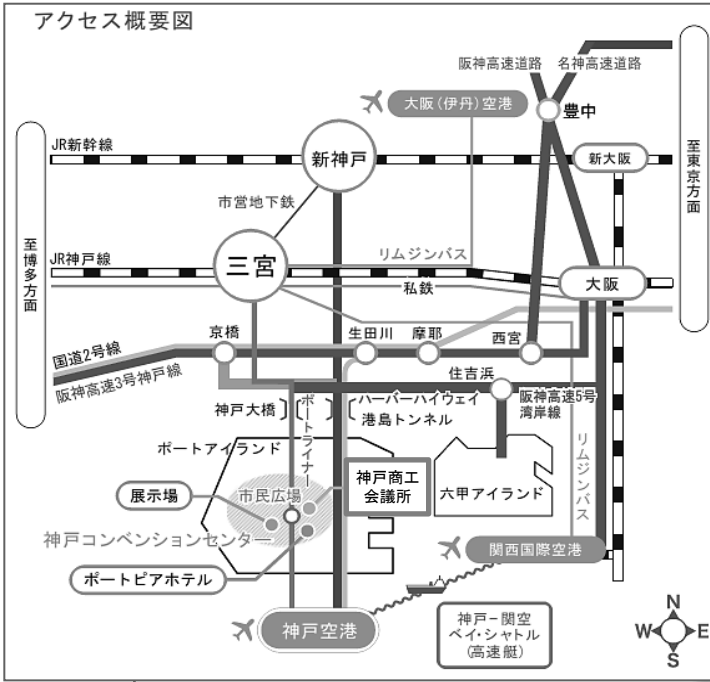 アクセス概要図
阪神高速道路
名神高速道路
大阪(伊丹)空港
豊中
至東京方面
JR新幹線
新神戸
新大阪
市営地下鉄
至博多方面
JR神戸線
三宮
リムジンバス
私鉄
大阪
国道2号線
京橋
生田川
摩耶
西宮
阪神高速3号神戸線
住吉浜
神戸大橋
ポートライナー
ハーバーハイウェイ
港島トンネル
阪神高速5号
湾岸線
リムジンバス
ポートアイランド
市民広場
神戸商工
会議所
六甲アイランド
展示場
神戸コンベンションセンター
ポートピアホテル
関西国際空港
神戸空港
神戸－関空
ベイ・シャトル
(高速艇)
N
W
E
S